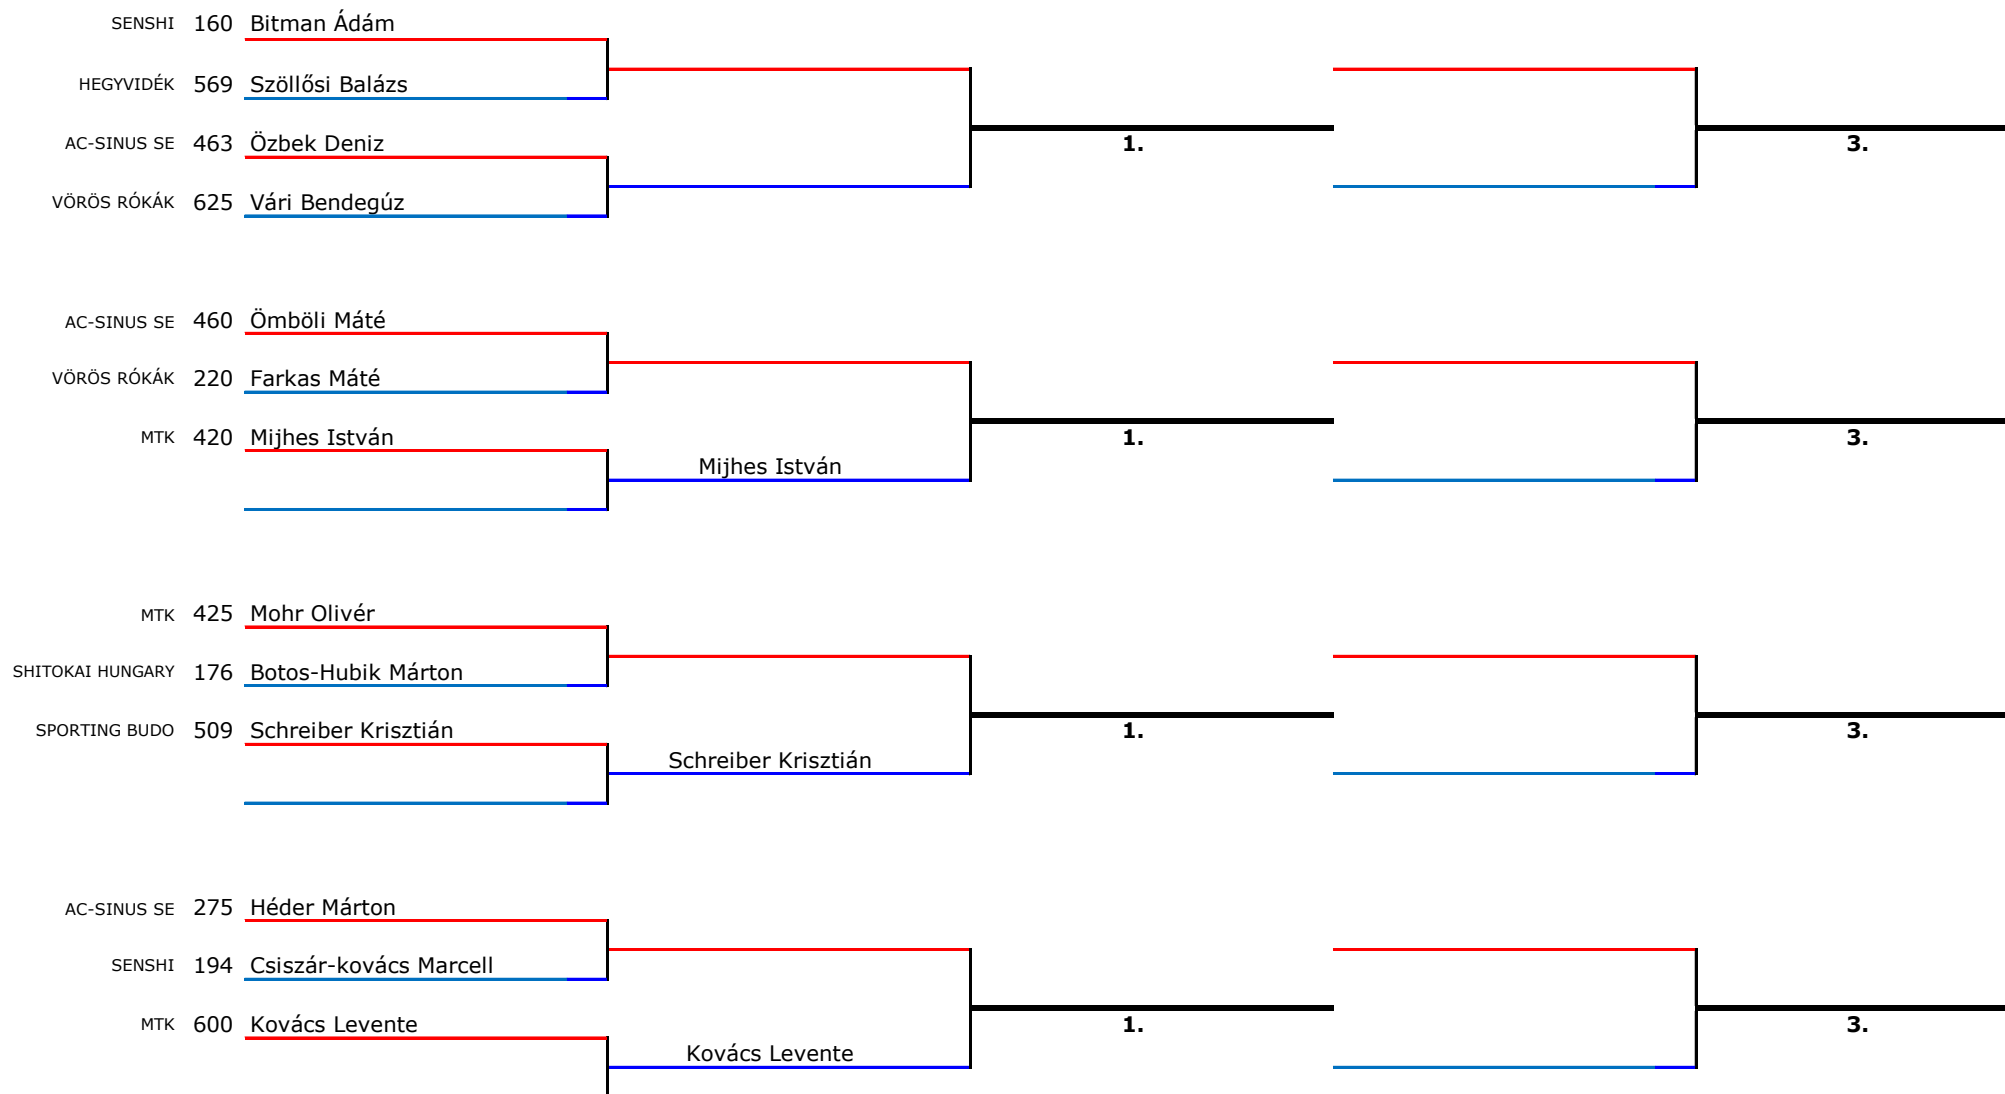 SENSHI 160 Bitman Ádám
HEGYVIDÉK 569 Szöllősi Balázs
AC-SINUS SE 463 Özbek Deniz 1. 3.
VÖRÖS RÓKÁK 625 Vári Bendegúz
AC-SINUS SE 460 Ömböli Máté
VÖRÖS RÓKÁK 220 Farkas Máté
MTK 420 Mijhes István 1. 3.
Mijhes István
MTK 425 Mohr Olivér
SHITOKAI HUNGARY 176 Botos-Hubik Márton
SPORTING BUDO 509 Schreiber Krisztián 1. 3.
Schreiber Krisztián
AC-SINUS SE 275 Héder Márton
SENSHI 194 Csiszár-kovács Marcell
MTK 600 Kovács Levente 1. 3.
Kovács Levente